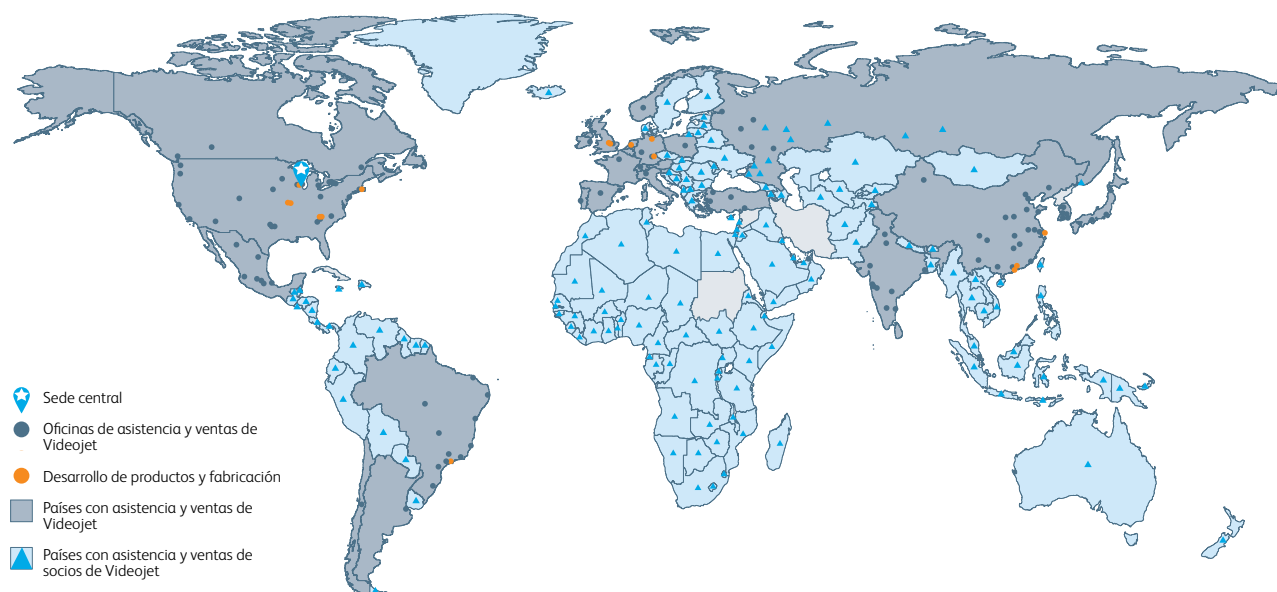 Sede central
Oficinas de asistencia y ventas de
Videojet
Desarrollo de productos y fabricación
Países con asistencia y ventas de
Videojet
Países con asistencia y ventas de
socios de Videojet